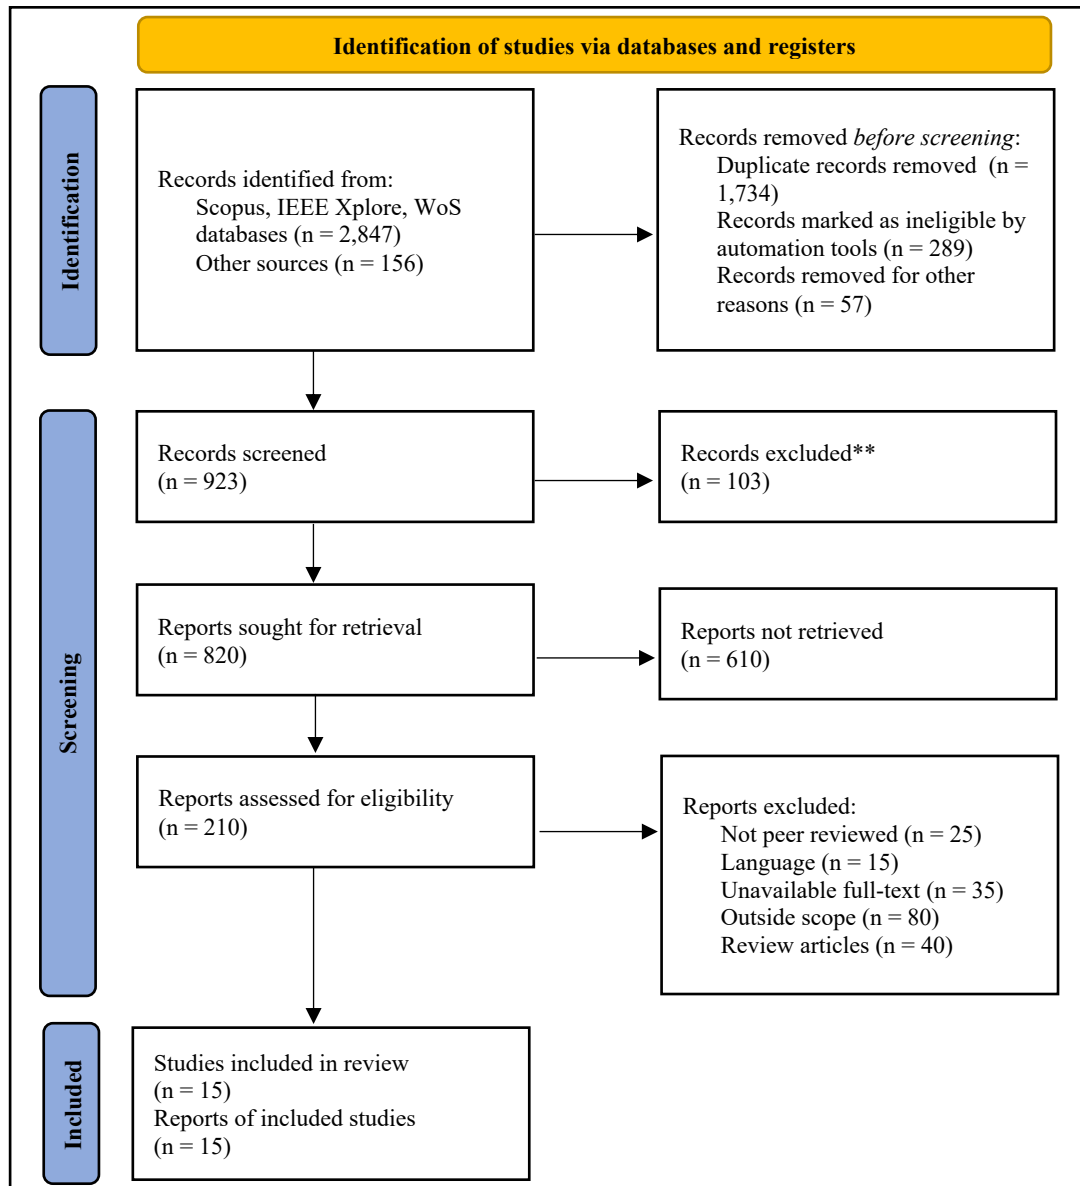 Identification of studies via databases and registers
Identification
Records identified from:
Scopus, IEEE Xplore, WoS
databases (n = 2,847)
Other sources (n = 156)
Records removed before screening:
Duplicate records removed  (n =
1,734)
Records marked as ineligible by
automation tools (n = 289)
Records removed for other
reasons (n = 57)
Screening
Records screened
(n = 923)
Records excluded**
(n = 103)
Reports sought for retrieval
(n = 820)
Reports not retrieved
(n = 610)
Reports assessed for eligibility
(n = 210)
Reports excluded:
Not peer reviewed (n = 25)
Language (n = 15)
Unavailable full-text (n = 35)
Outside scope (n = 80)
Review articles (n = 40)
Included
Studies included in review
(n = 15)
Reports of included studies
(n = 15)